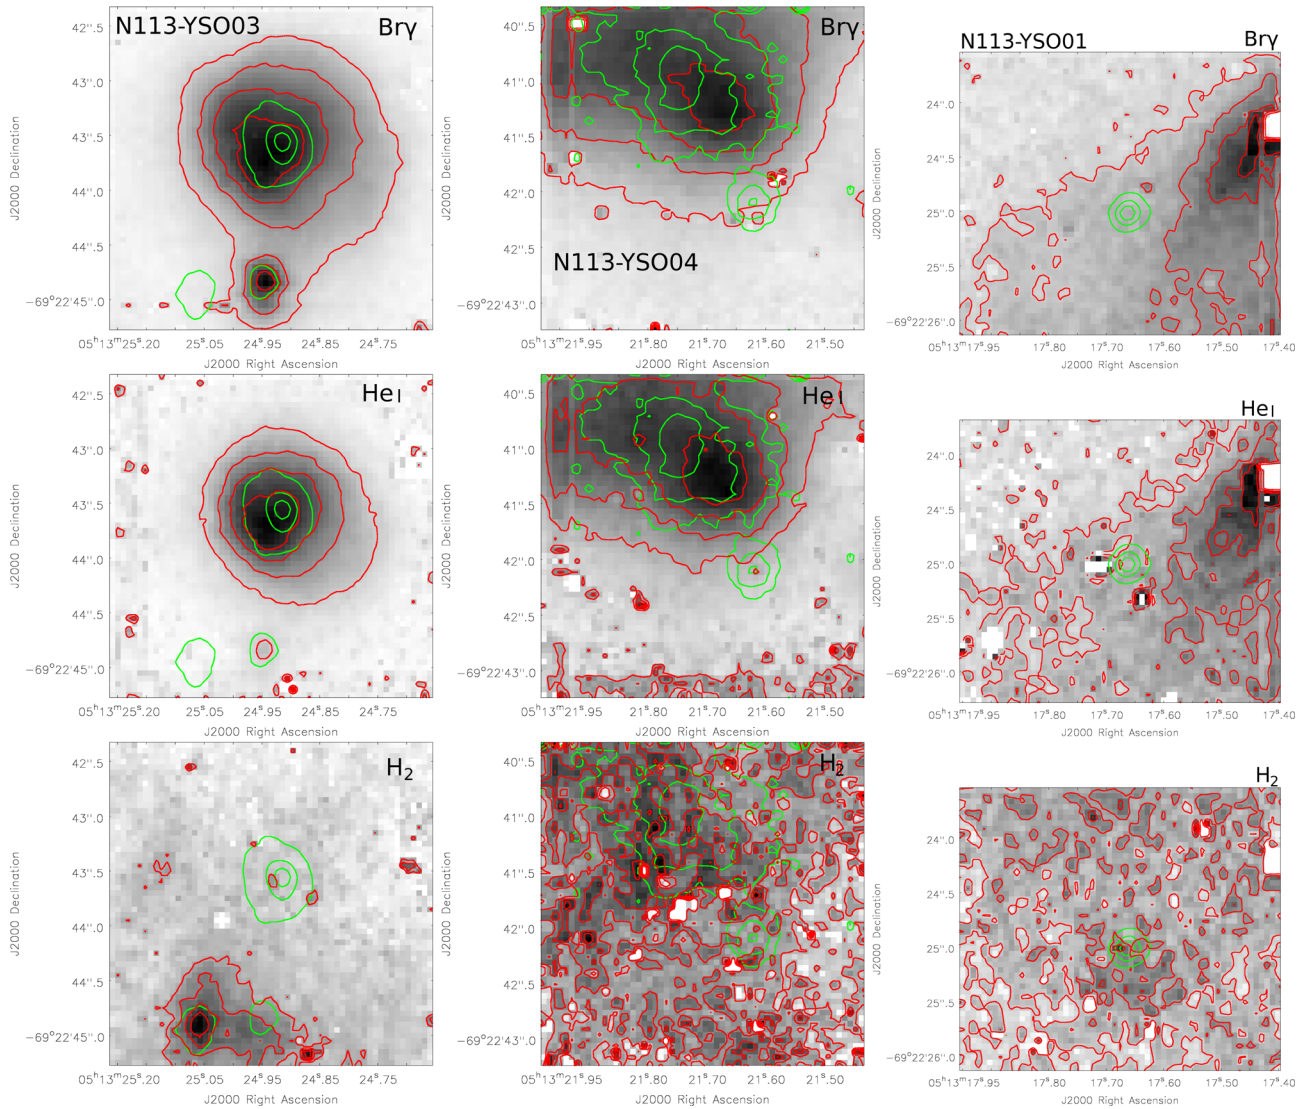 N113-YSO03 Brγ
J2000 Declination
42".5
43".0
43".5
44".0
44".5
−69°22'45".0
05ʰ13ᵐ25ˢ.20 25ˢ.05 24ˢ.95 24ˢ.85 24ˢ.75
J2000 Right Ascension
N113-YSO04 Brγ
J2000 Declination
40".5
41".0
41".5
42".0
42".5
−69°22'43".0
05ʰ13ᵐ21ˢ.95 21ˢ.80 21ˢ.70 21ˢ.60 21ˢ.50
J2000 Right Ascension
N113-YSO01 Brγ
J2000 Declination
24".0
24".5
25".0
25".5
−69°22'26".0
05ʰ13ᵐ17ˢ.95 17ˢ.80 17ˢ.70 17ˢ.60 17ˢ.50 17ˢ.40
J2000 Right Ascension
He I
J2000 Declination
42".5
43".0
43".5
44".0
44".5
−69°22'45".0
05ʰ13ᵐ25ˢ.20 25ˢ.05 24ˢ.95 24ˢ.85 24ˢ.75
J2000 Right Ascension
He I
J2000 Declination
40".5
41".0
41".5
42".0
42".5
−69°22'43".0
05ʰ13ᵐ21ˢ.95 21ˢ.80 21ˢ.70 21ˢ.60 21ˢ.50
J2000 Right Ascension
He I
J2000 Declination
24".0
24".5
25".0
25".5
−69°22'26".0
05ʰ13ᵐ17ˢ.95 17ˢ.80 17ˢ.70 17ˢ.60 17ˢ.50 17ˢ.40
J2000 Right Ascension
H₂
J2000 Declination
42".5
43".0
43".5
44".0
44".5
−69°22'45".0
05ʰ13ᵐ25ˢ.20 25ˢ.05 24ˢ.95 24ˢ.85 24ˢ.75
J2000 Right Ascension
H₂
J2000 Declination
40".5
41".0
41".5
42".0
42".5
−69°22'43".0
05ʰ13ᵐ21ˢ.95 21ˢ.80 21ˢ.70 21ˢ.60 21ˢ.50
J2000 Right Ascension
H₂
J2000 Declination
24".0
24".5
25".0
25".5
−69°22'26".0
05ʰ13ᵐ17ˢ.95 17ˢ.80 17ˢ.70 17ˢ.60 17ˢ.50 17ˢ.40
J2000 Right Ascension